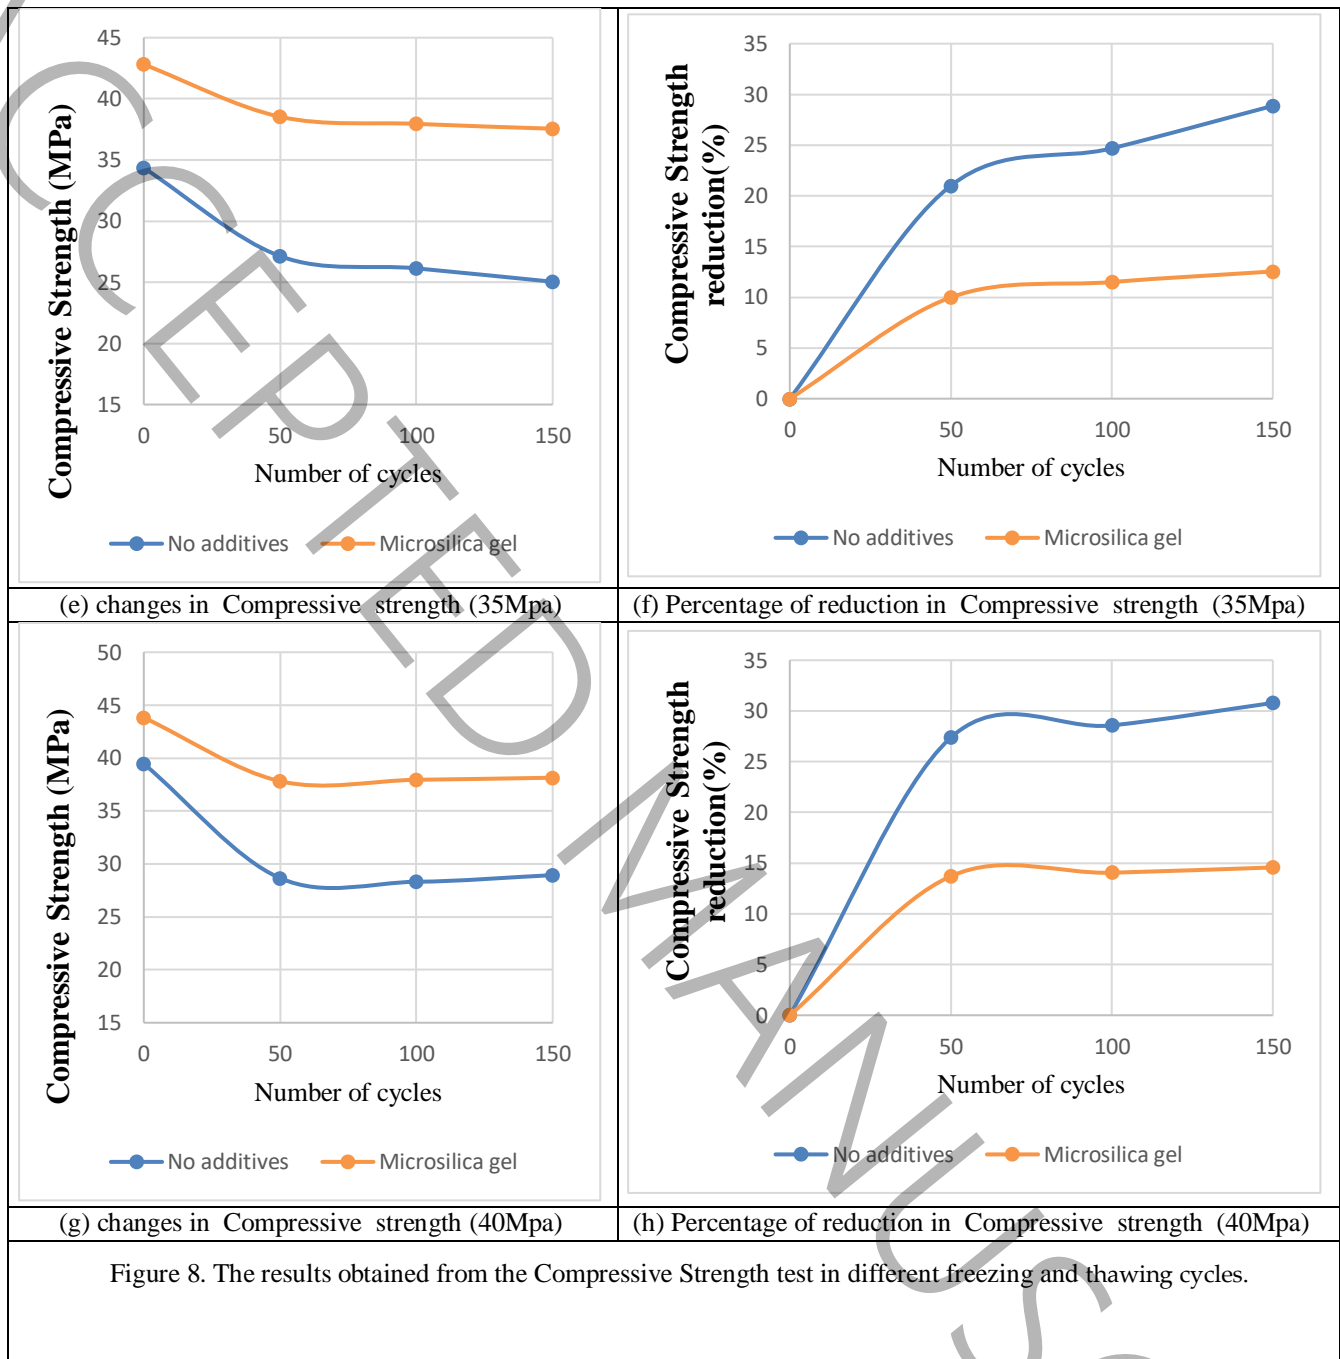 45
40
35
30
25
20
15
0
50
100
150
Compressive Strength (MPa)
Number of cycles
No additives
Microsilica gel
35
30
25
20
15
10
5
0
0
50
100
150
Compressive Strength
reduction(%)
Number of cycles
No additives
Microsilica gel
(e) changes in Compressive strength (35Mpa)
(f) Percentage of reduction in Compressive strength (35Mpa)
50
45
40
35
30
25
20
15
0
50
100
150
Compressive Strength (MPa)
Number of cycles
No additives
Microsilica gel
35
30
25
20
15
10
5
0
0
50
100
150
Compressive Strength
reduction(%)
Number of cycles
No additives
Microsilica gel
(g) changes in Compressive strength (40Mpa)
(h) Percentage of reduction in Compressive strength (40Mpa)
Figure 8. The results obtained from the Compressive Strength test in different freezing and thawing cycles.
CCEPTED MANUS